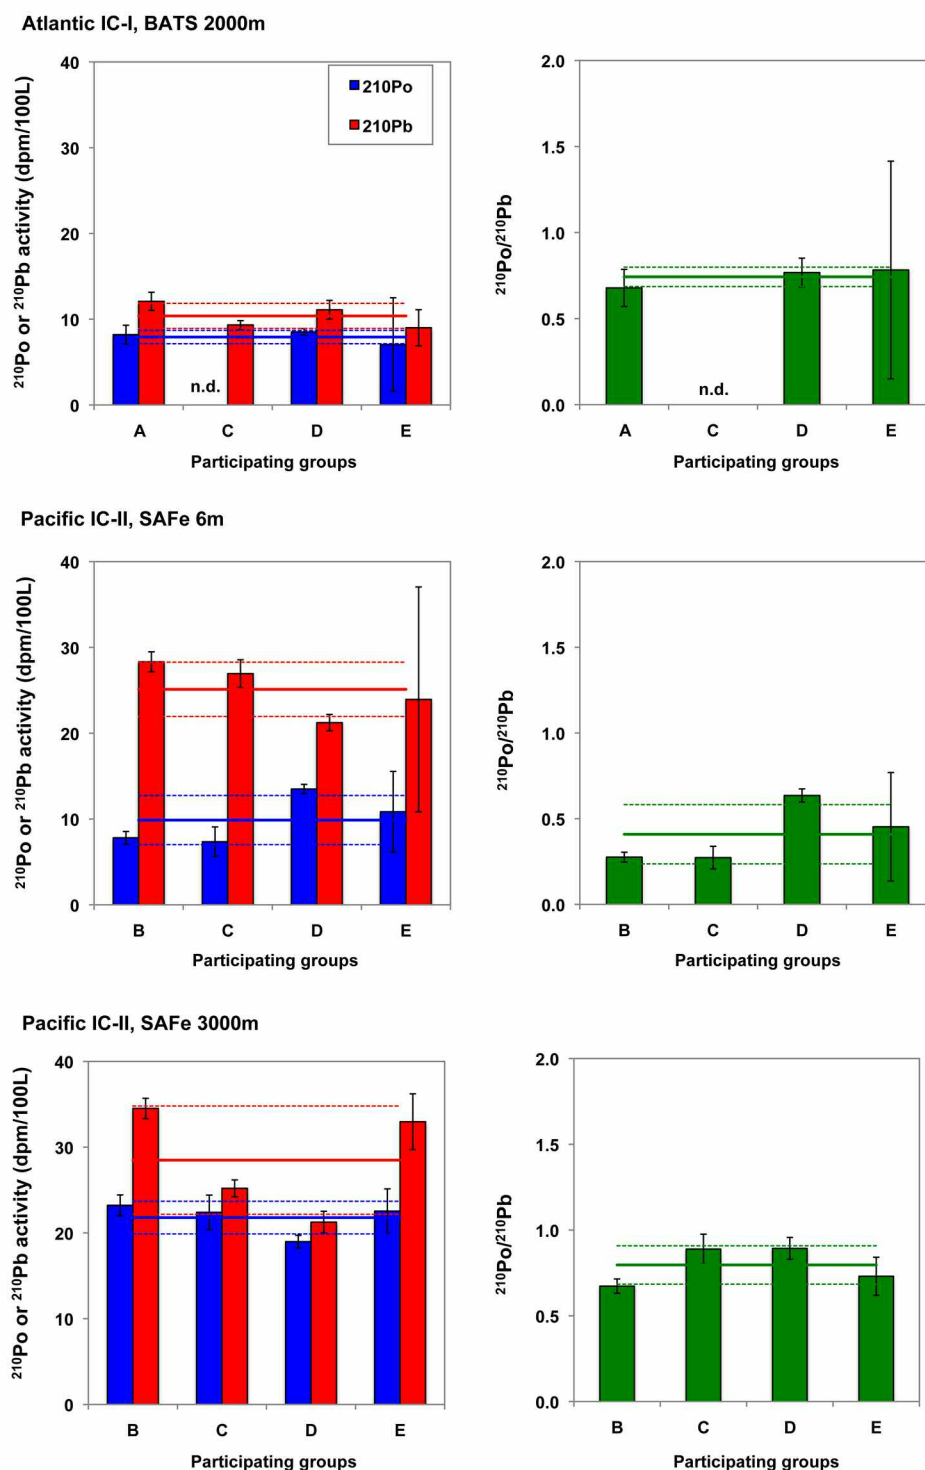 Atlantic IC-I, BATS 2000m
²¹⁰Po or ²¹⁰Pb activity (dpm/100L)
40
30
20
10
0
210Po
210Pb
n.d.
A C D E
Participating groups
²¹⁰Po/²¹⁰Pb
2.0
1.5
1.0
0.5
0.0
n.d.
A C D E
Participating groups
Pacific IC-II, SAFe 6m
²¹⁰Po or ²¹⁰Pb activity (dpm/100L)
40
30
20
10
0
B C D E
Participating groups
²¹⁰Po/²¹⁰Pb
2.0
1.5
1.0
0.5
0.0
B C D E
Participating groups
Pacific IC-II, SAFe 3000m
²¹⁰Po or ²¹⁰Pb activity (dpm/100L)
40
30
20
10
0
B C D E
Participating groups
²¹⁰Po/²¹⁰Pb
2.0
1.5
1.0
0.5
0.0
B C D E
Participating groups